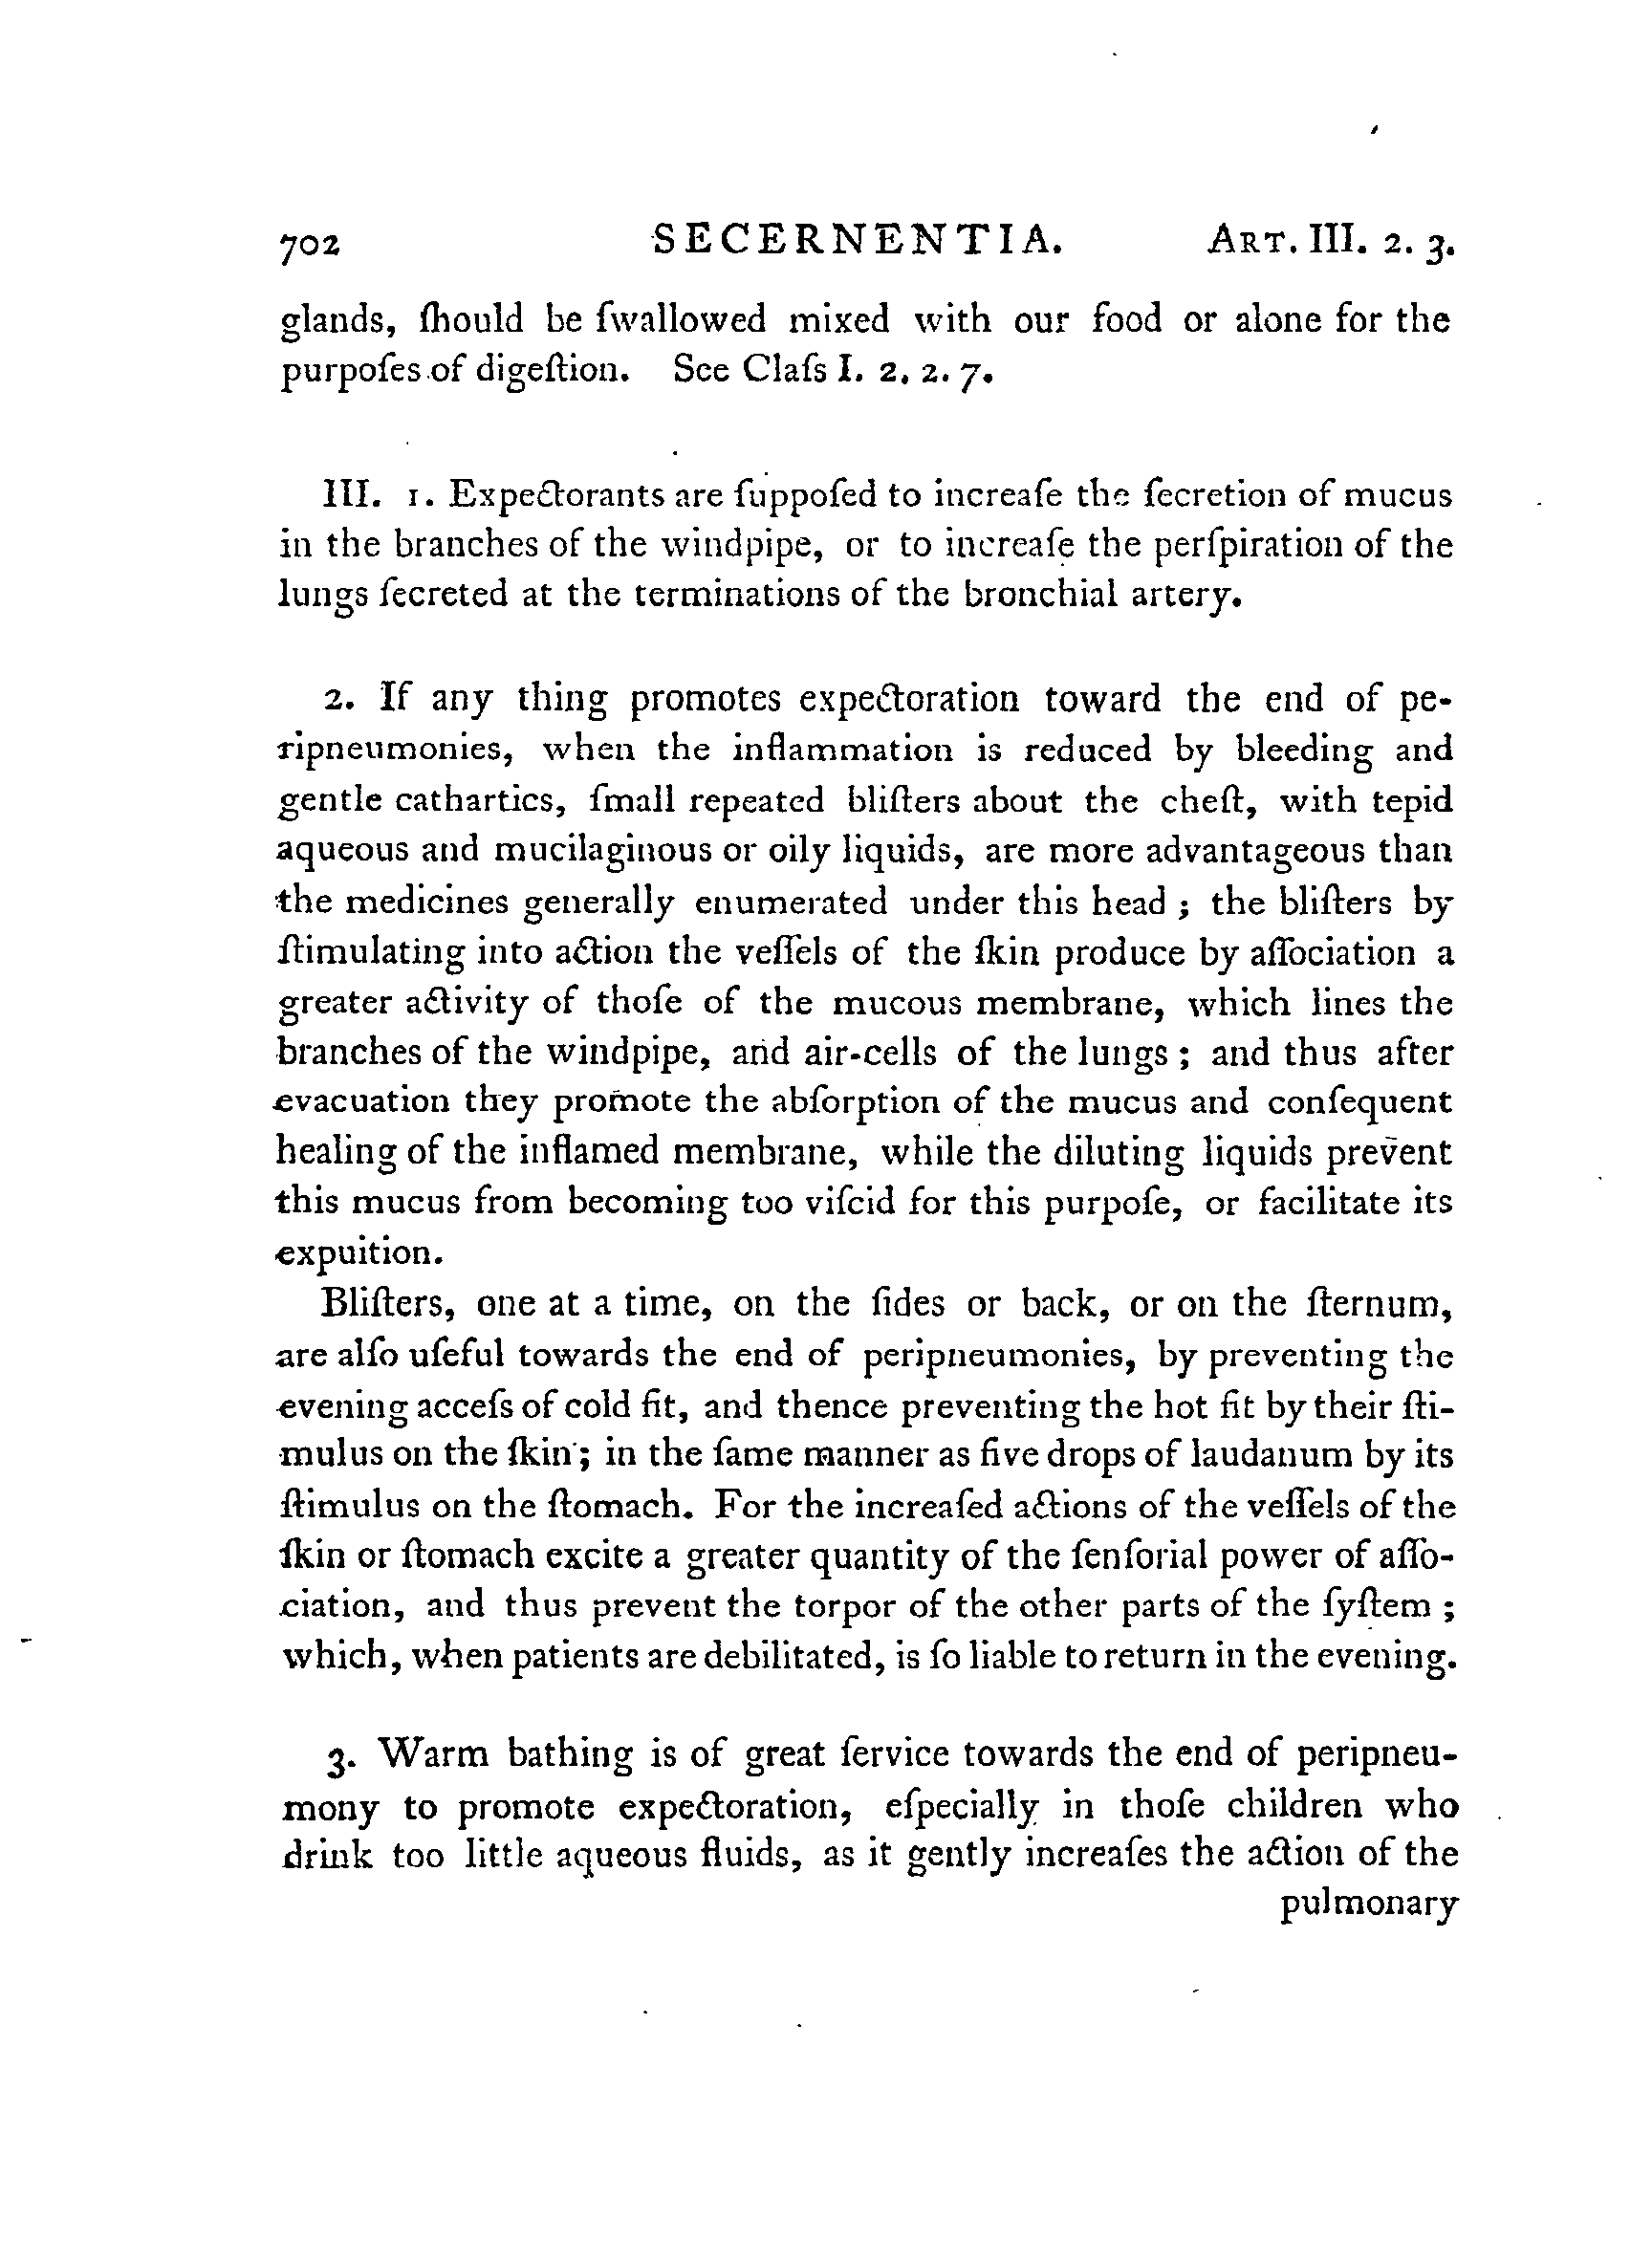 702 SECERNENTIA. ART. III. 2. 3.
glands, ſhould be ſwallowed mixed with our food or alone for the
purpoſes of digeſtion. See Claſs I. 2. 2. 7.
III. 1. Expectorants are ſuppoſed to increaſe the ſecretion of mucus
in the branches of the windpipe, or to increaſe the perſpiration of the
lungs ſecreted at the terminations of the bronchial artery.
2. If any thing promotes expectoration toward the end of pe-
ripneumonies, when the inflammation is reduced by bleeding and
gentle cathartics, ſmall repeated bliſters about the cheſt, with tepid
aqueous and mucilaginous or oily liquids, are more advantageous than
the medicines generally enumerated under this head; the bliſters by
ſtimulating into action the veſſels of the ſkin produce by aſſociation a
greater activity of thoſe of the mucous membrane, which lines the
branches of the windpipe, and air-cells of the lungs; and thus after
evacuation they promote the abſorption of the mucus and conſequent
healing of the inflamed membrane, while the diluting liquids prevent
this mucus from becoming too viſcid for this purpoſe, or facilitate its
expuition.
Bliſters, one at a time, on the ſides or back, or on the ſternum,
are alſo uſeful towards the end of peripneumonies, by preventing the
evening acceſs of cold fit, and thence preventing the hot fit by their ſti-
mulus on the ſkin; in the ſame manner as five drops of laudanum by its
ſtimulus on the ſtomach. For the increaſed actions of the veſſels of the
ſkin or ſtomach excite a greater quantity of the ſenſorial power of aſſo-
ciation, and thus prevent the torpor of the other parts of the ſyſtem;
which, when patients are debilitated, is ſo liable to return in the evening.
3. Warm bathing is of great ſervice towards the end of peripneu-
mony to promote expectoration, eſpecially in thoſe children who
drink too little aqueous fluids, as it gently increaſes the action of the
pulmonary